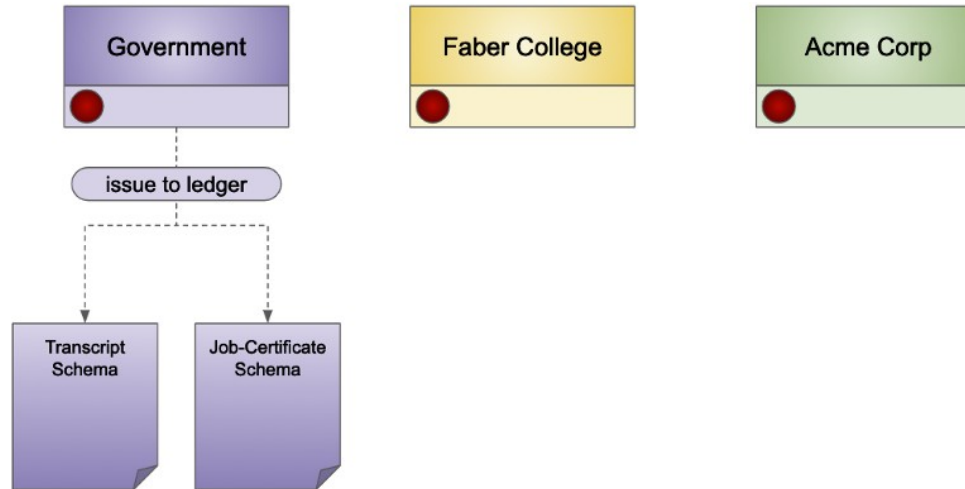 Government
Faber College
Acme Corp
issue to ledger
Transcript
Schema
Job-Certificate
Schema